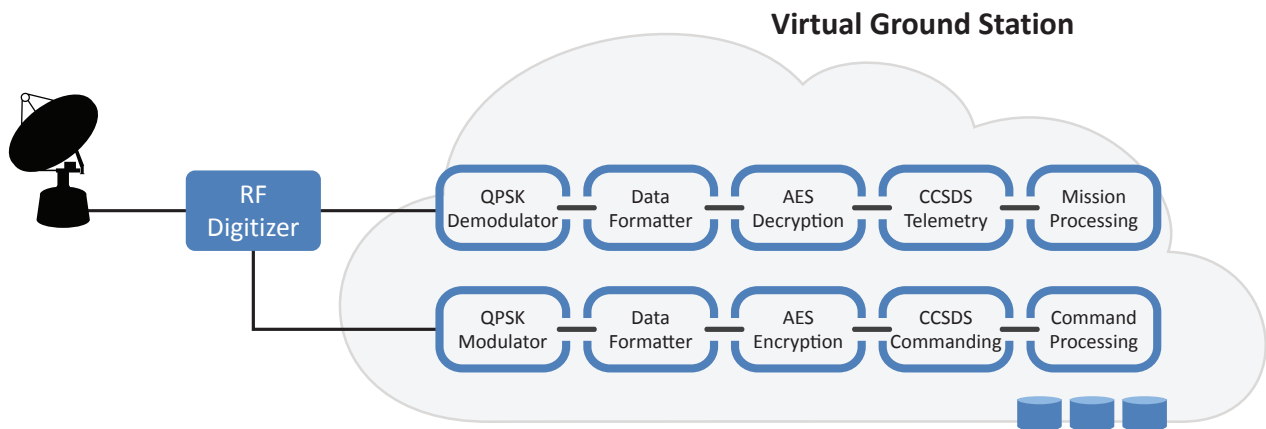 Virtual Ground Station
RF
Digitizer
QPSK
Demodulator
Data
Formatter
AES
Decryption
CCSDS
Telemetry
Mission
Processing
QPSK
Modulator
Data
Formatter
AES
Encryption
CCSDS
Commanding
Command
Processing